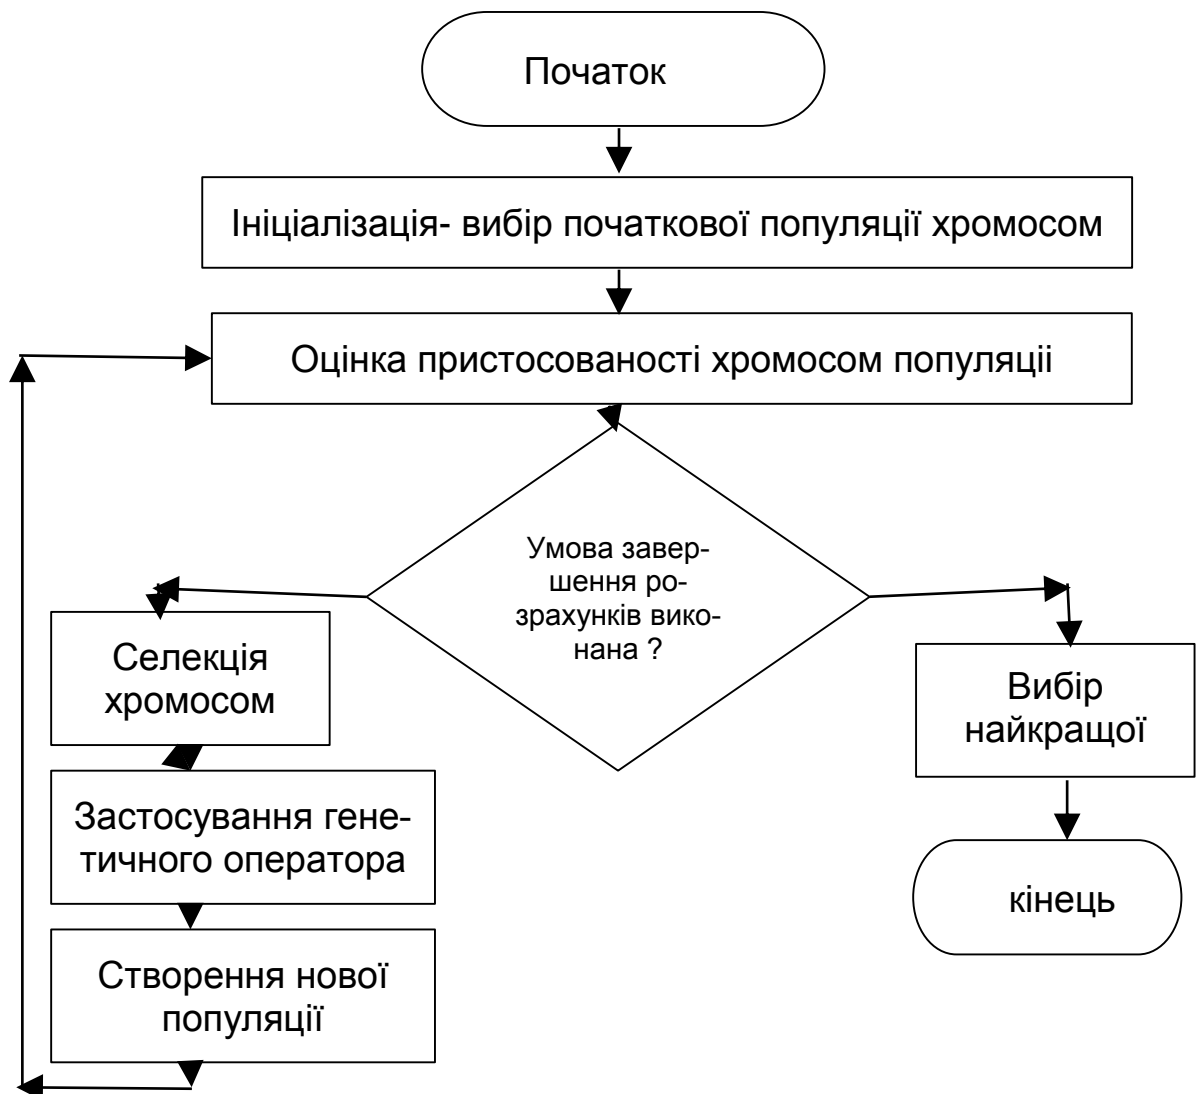 Початок
Ініціалізація- вибір початкової популяції хромосом
Оцінка пристосованості хромосом популяціі
Умова завер-
шення ро-
зрахунків вико-
нана ?
Селекція
хромосом
Застосування гене-
тичного оператора
Створення нової
популяції
Вибір
найкращої
кінець